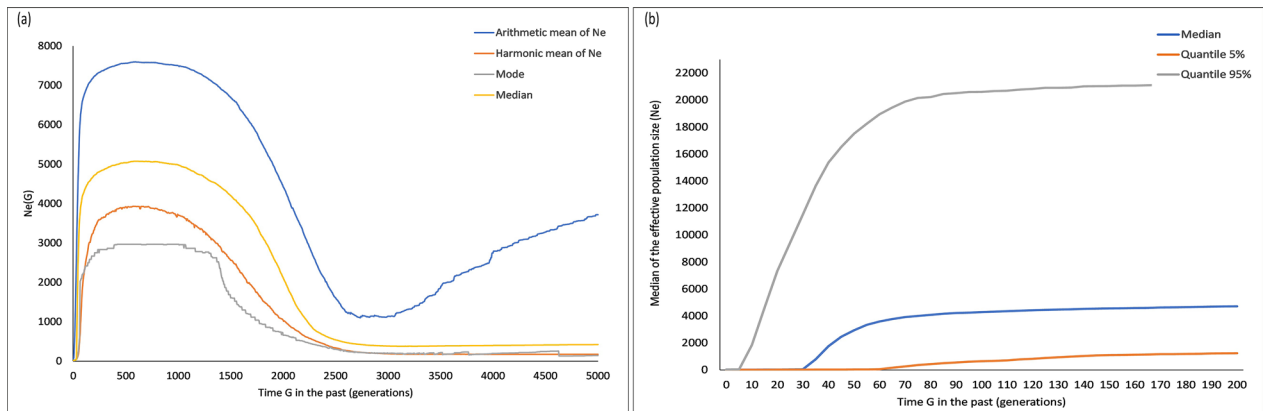 (a)
Arithmetic mean of Ne
Harmonic mean of Ne
Mode
Median
Ne(G)
8000
7000
6000
5000
4000
3000
2000
1000
0
0 500 1000 1500 2000 2500 3000 3500 4000 4500 5000
Time G in the past (generations)
(b)
Median
Quantile 5%
Quantile 95%
Median of the effective population size (Ne)
22000
20000
18000
16000
14000
12000
10000
8000
6000
4000
2000
0
0 10 20 30 40 50 60 70 80 90 100 110 120 130 140 150 160 170 180 190 200
Time G in the past (generations)